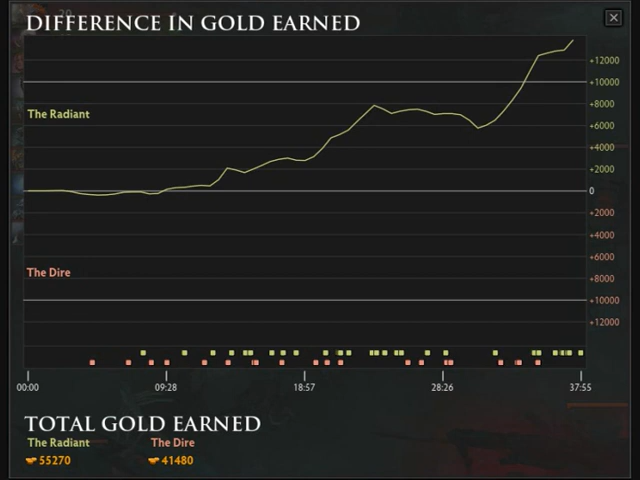 DIFFERENCE IN GOLD EARNED
+12000
+10000
+8000
The Radiant
+6000
+4000
+2000
0
+2000
+4000
+6000
The Dire
+8000
+10000
+12000
00:00 09:28 18:57 28:26 37:55
TOTAL GOLD EARNED
The Radiant The Dire
55270 41480